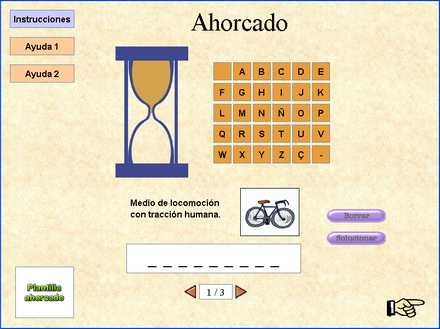 Instrucciones
Ahorcado
Ayuda 1
Ayuda 2
A B C D E
F G H I J K
L M N Ñ O P
Q R S T U V
W X Y Z Ç -
Medio de locomoción
con tracción humana.
Borrar
Solucionar
_ _ _ _ _ _ _ _ _
Plantilla
ahorcado
1 / 3